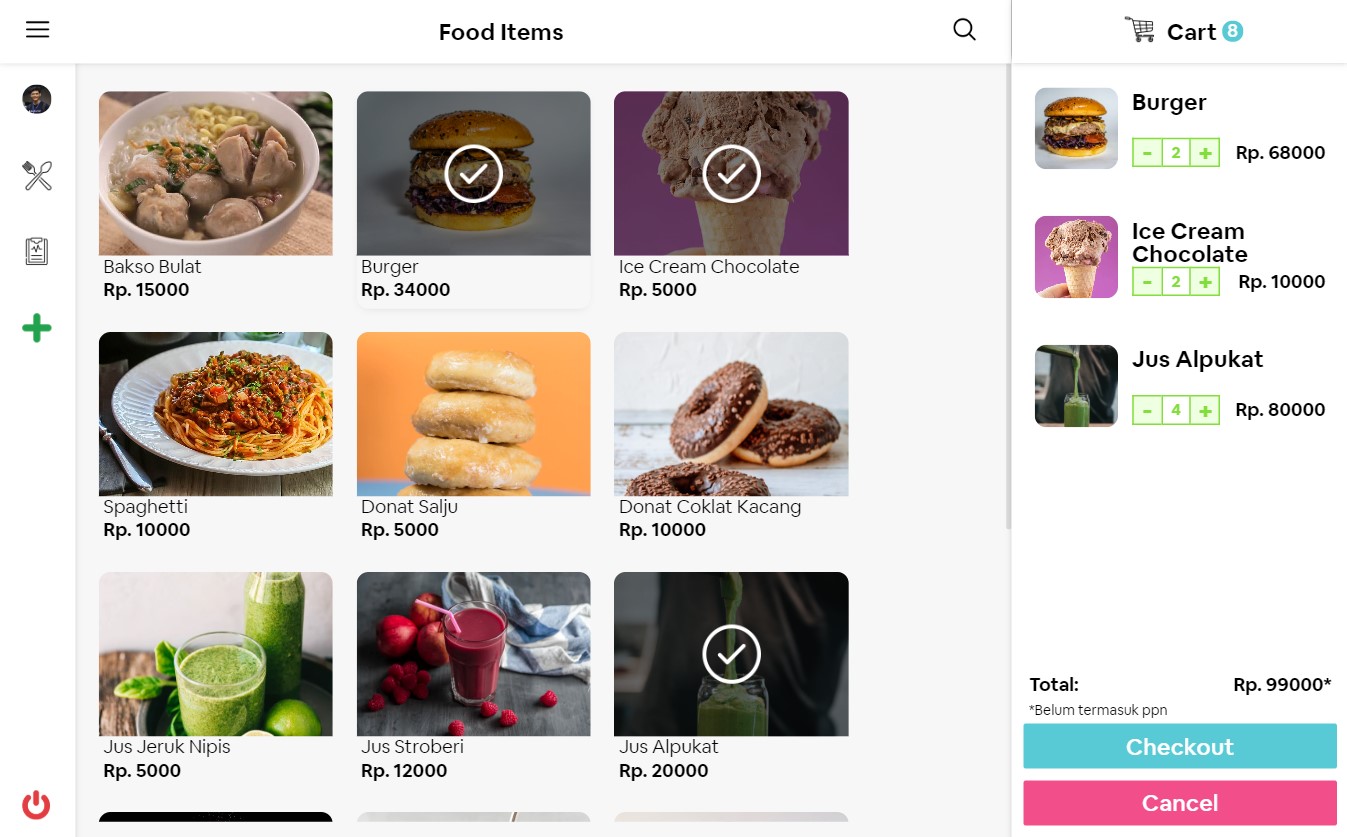 Food Items
Cart 8
Bakso Bulat
Rp. 15000
Burger
Rp. 34000
Ice Cream Chocolate
Rp. 5000
Spaghetti
Rp. 10000
Donat Salju
Rp. 5000
Donat Coklat Kacang
Rp. 10000
Jus Jeruk Nipis
Rp. 5000
Jus Stroberi
Rp. 12000
Jus Alpukat
Rp. 20000
Burger
- 2 + Rp. 68000
Ice Cream
Chocolate
- 2 + Rp. 10000
Jus Alpukat
- 4 + Rp. 80000
Total: Rp. 99000*
*Belum termasuk ppn
Checkout
Cancel